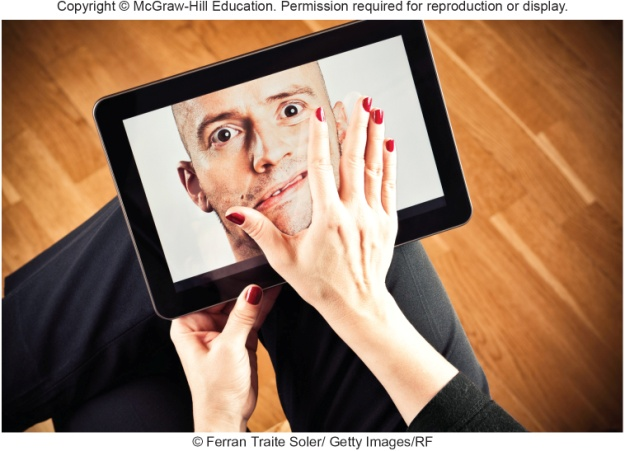 Copyright © McGraw-Hill Education. Permission required for reproduction or display.
© Ferran Traite Soler/ Getty Images/RF